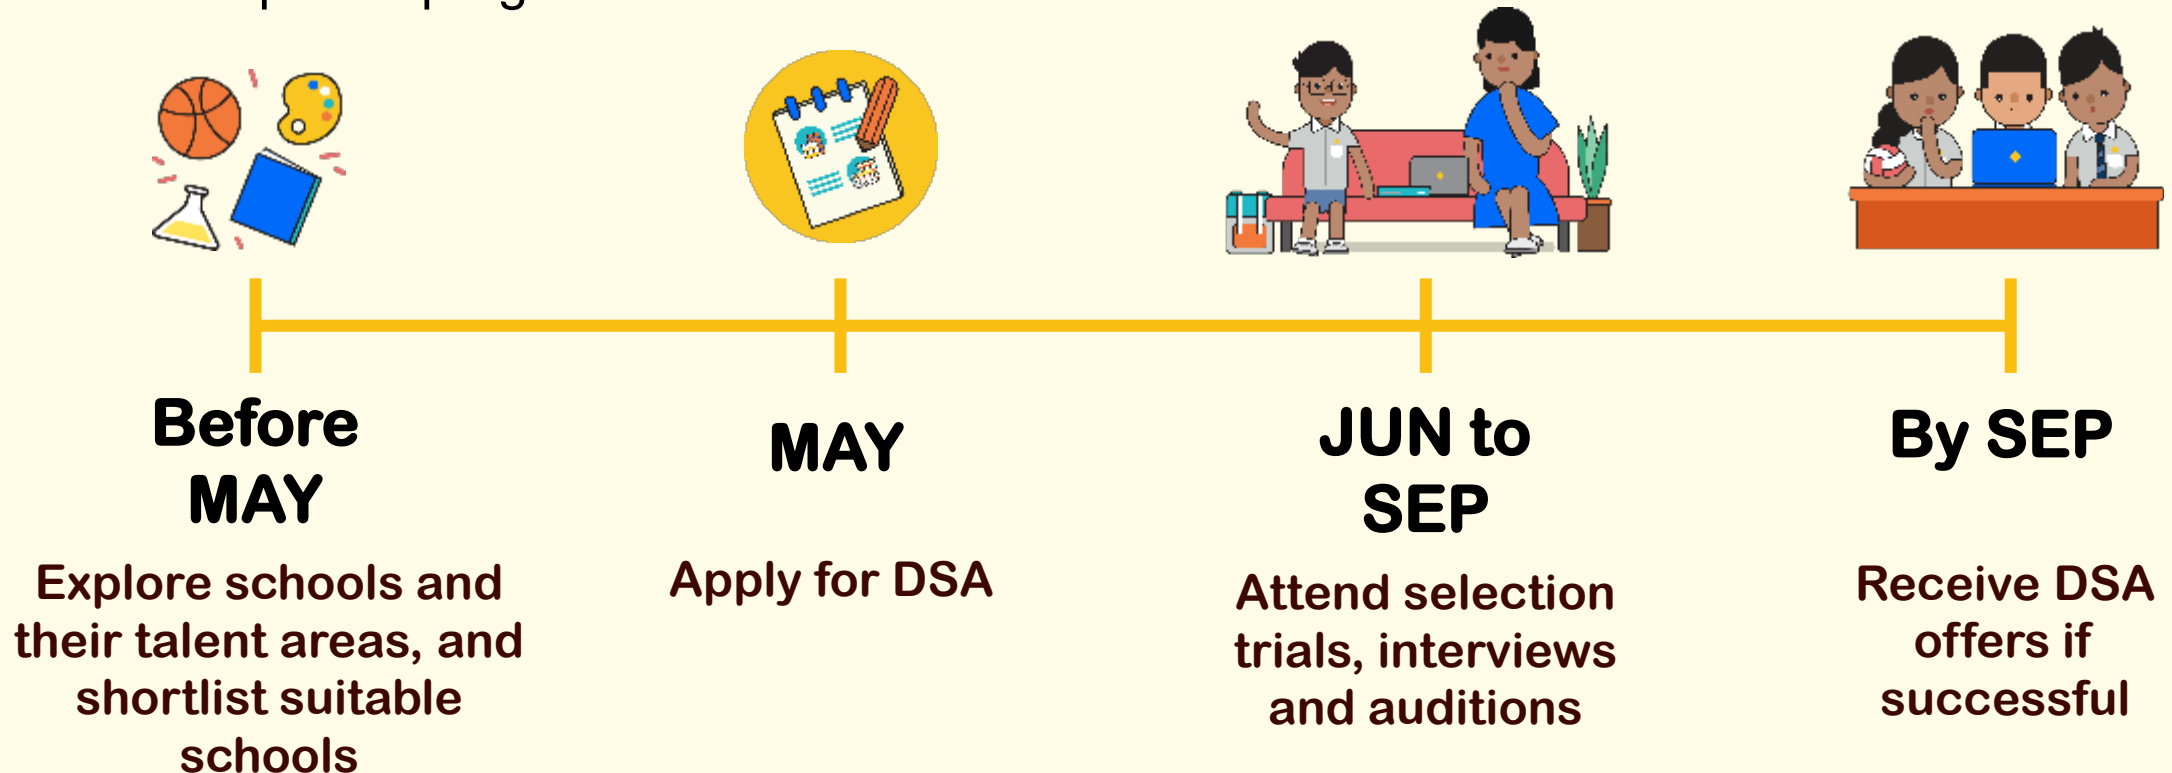 Before
MAY
Explore schools and
their talent areas, and
shortlist suitable
schools
MAY
Apply for DSA
JUN to
SEP
Attend selection
trials, interviews
and auditions
By SEP
Receive DSA
offers if
successful